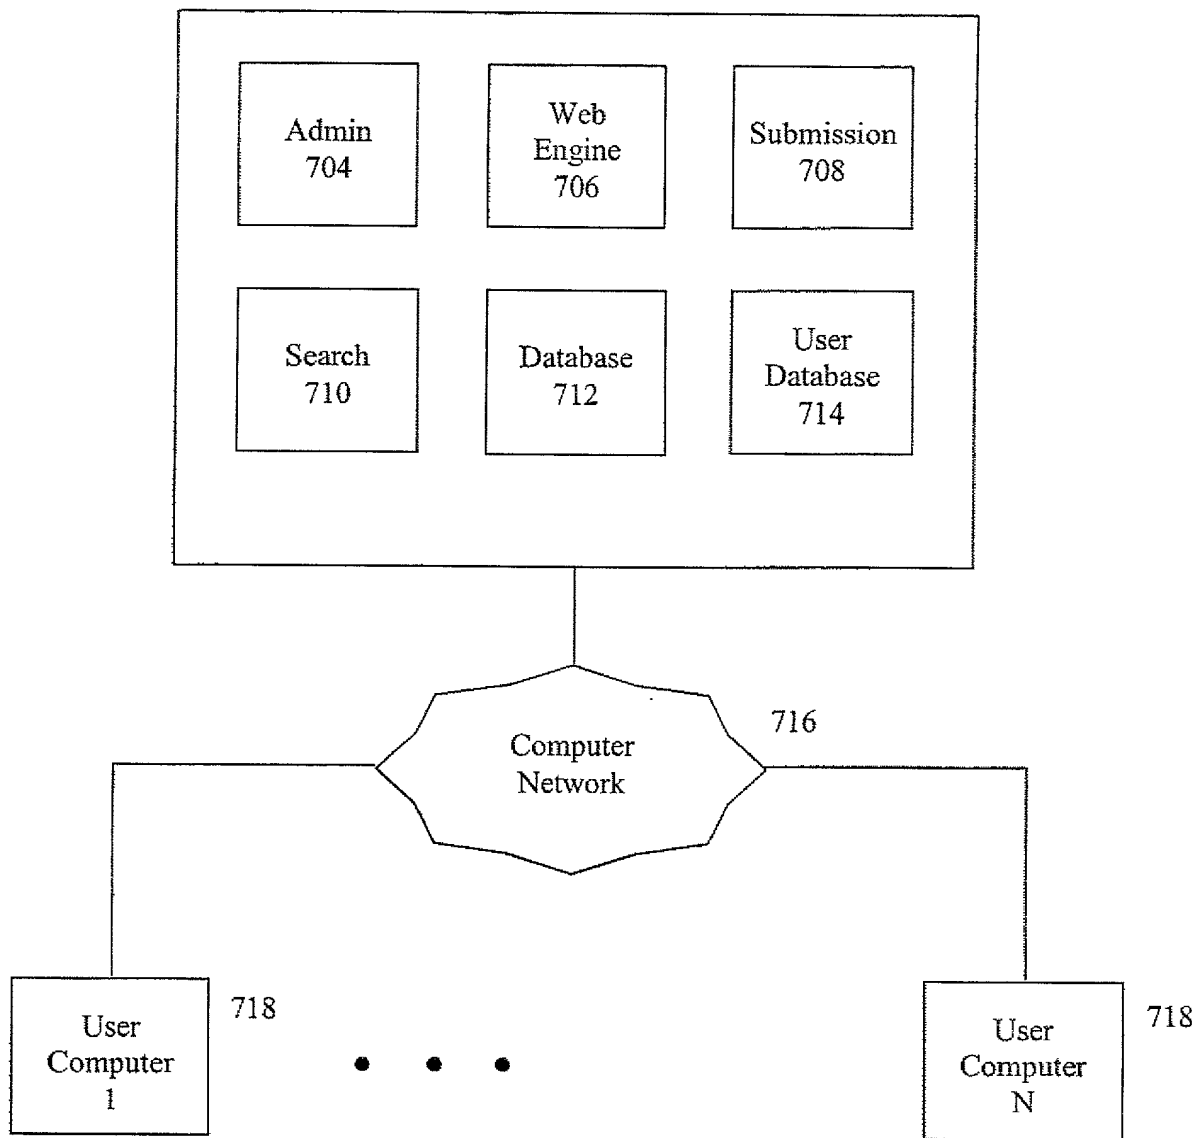 Admin
704
Web
Engine
706
Submission
708
Search
710
Database
712
User
Database
714
716
Computer
Network
User
Computer
1
718
User
Computer
N
718